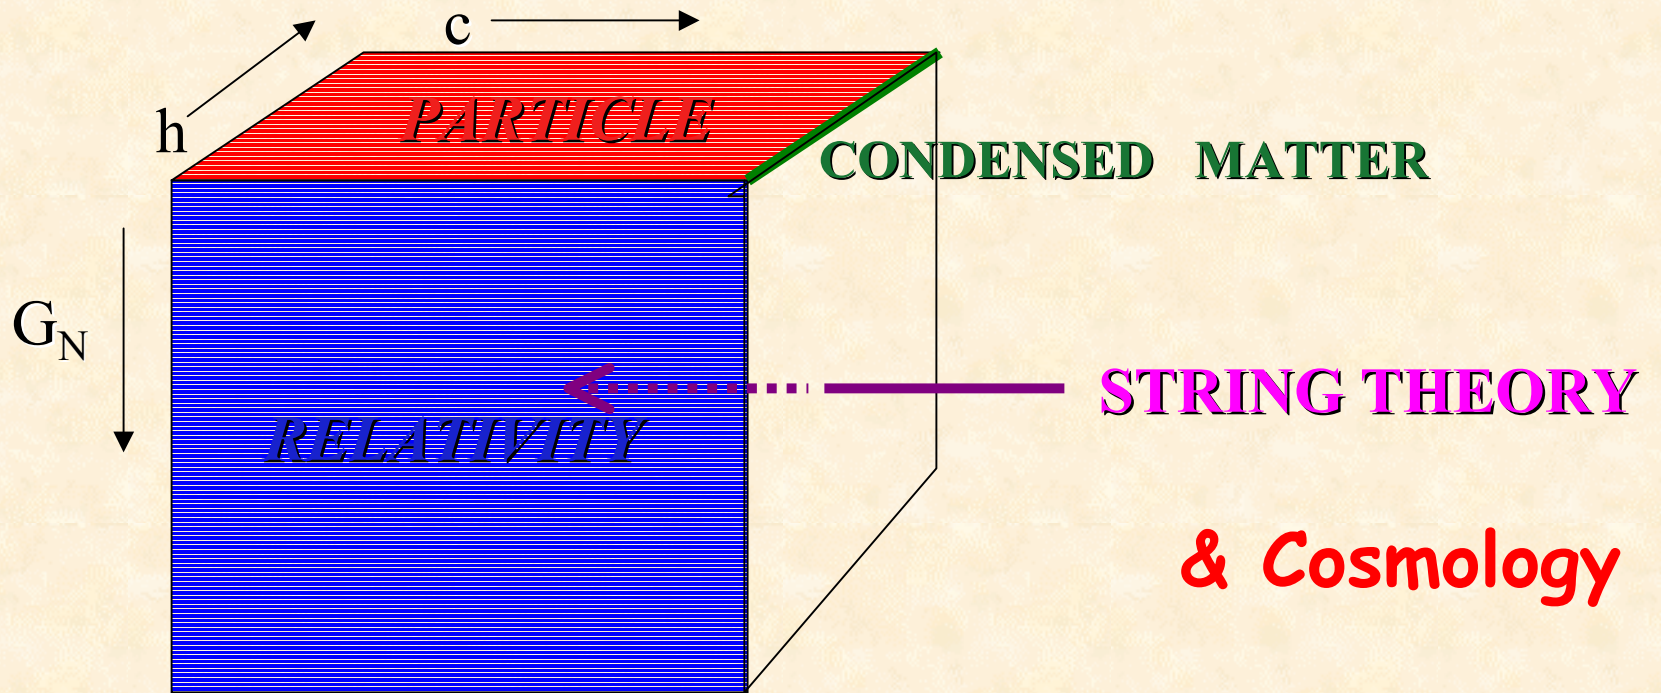 c
h
PARTICLE
CONDENSED MATTER
G_N
STRING THEORY
RELATIVITY
& Cosmology